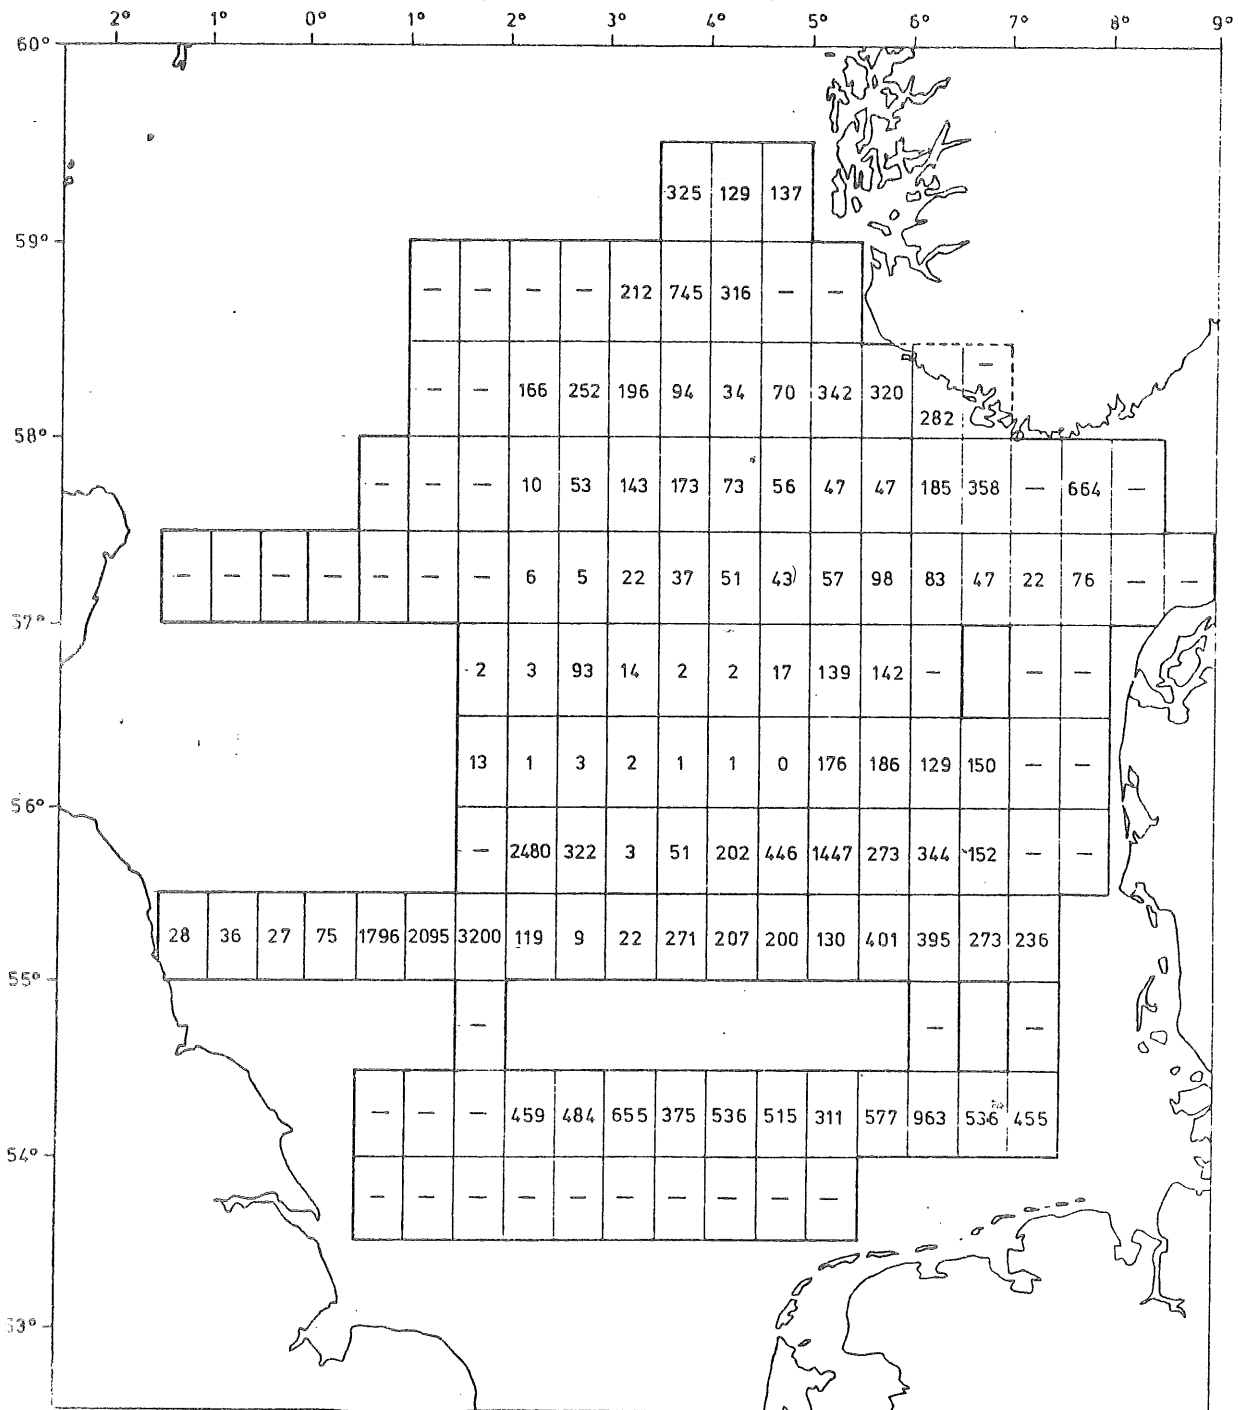 2° 1° 0° 1° 2° 3° 4° 5° 6° 7° 8° 9°
60°
325 129 137
59°
— — — — 212 745 316 — —
—
— — 166 252 196 94 34 70 342 320
282
58°
— — — 10 53 143 173 73 56 47 47 185 358 — 664 —
— — — — — — — 6 5 22 37 51 43) 57 98 83 47 22 76 — —
57°
2 3 93 14 2 2 17 139 142 — — —
13 1 3 2 1 1 0 176 186 129 150 — —
56°
— 2480 322 3 51 202 446 1447 273 344 152 — —
28 36 27 75 1796 2095 3200 119 9 22 271 207 200 130 401 395 273 236
55°
— — —
— — — 459 484 655 375 536 515 311 577 963 536 455
54°
— — — — — — — — — —
53°